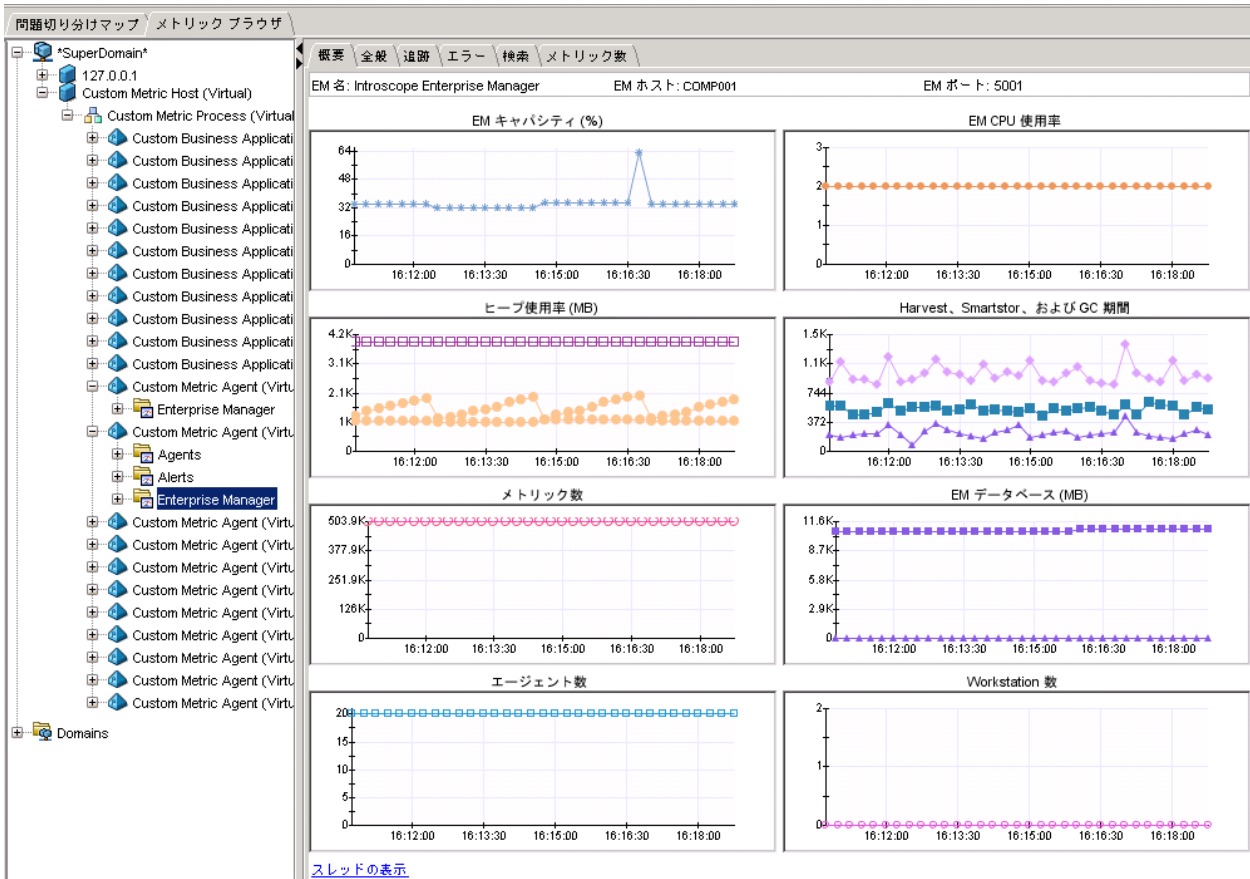 問題切り分けマップ メトリック ブラウザ
*SuperDomain*
127.0.0.1
Custom Metric Host (Virtual)
Custom Metric Process (Virtual
Custom Business Applicati
Custom Business Applicati
Custom Business Applicati
Custom Business Applicati
Custom Business Applicati
Custom Business Applicati
Custom Business Applicati
Custom Business Applicati
Custom Business Applicati
Custom Business Applicati
Custom Business Applicati
Custom Metric Agent (Virtu
Enterprise Manager
Custom Metric Agent (Virtu
Agents
Alerts
Enterprise Manager
Custom Metric Agent (Virtu
Custom Metric Agent (Virtu
Custom Metric Agent (Virtu
Custom Metric Agent (Virtu
Custom Metric Agent (Virtu
Custom Metric Agent (Virtu
Custom Metric Agent (Virtu
Custom Metric Agent (Virtu
Custom Metric Agent (Virtu
Domains
概要 全般 追跡 エラー 検索 メトリック数
EM 名: Introscope Enterprise Manager EM ホスト: COMP001 EM ポート: 5001
EM キャパシティ (%)
64
48
32
16
0
16:12:00 16:13:30 16:15:00 16:16:30 16:18:00
EM CPU 使用率
3
2
1
0
16:12:00 16:13:30 16:15:00 16:16:30 16:18:00
ヒープ使用率 (MB)
4.2K
3.1K
2.1K
1K
0
16:12:00 16:13:30 16:15:00 16:16:30 16:18:00
Harvest、Smartstor、および GC 期間
1.5K
1.1K
744
372
0
16:12:00 16:13:30 16:15:00 16:16:30 16:18:00
メトリック数
503.9K
377.9K
251.9K
126K
0
16:12:00 16:13:30 16:15:00 16:16:30 16:18:00
EM データベース (MB)
11.6K
8.7K
5.8K
2.9K
0
16:12:00 16:13:30 16:15:00 16:16:30 16:18:00
エージェント数
20
15
10
5
0
16:12:00 16:13:30 16:15:00 16:16:30 16:18:00
Workstation 数
2
1
0
16:12:00 16:13:30 16:15:00 16:16:30 16:18:00
スレッドの表示